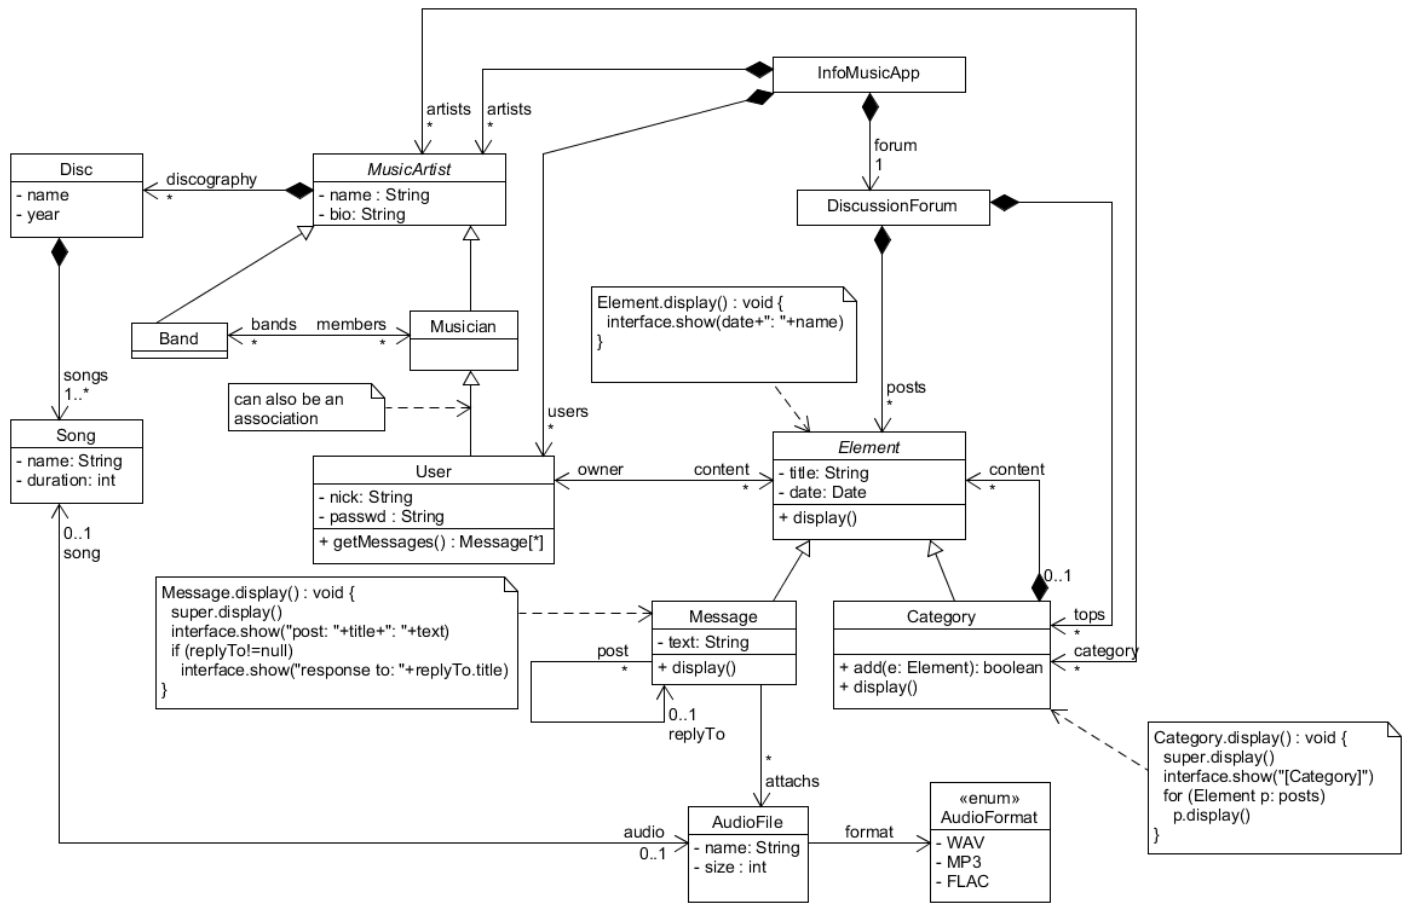 InfoMusicApp
artists
*
artists
*
forum
1
Disc
- name
- year
discography
*
MusicArtist
- name : String
- bio: String
DiscussionForum
Element.display() : void {
interface.show(date+": "+name)
}
Band
bands
*
members
*
Musician
songs
1..*
can also be an
association
users
*
posts
*
Song
- name: String
- duration: int
User
- nick: String
- passwd : String
+ getMessages() : Message[*]
owner
content
*
Element
- title: String
- date: Date
+ display()
content
*
0..1
song
0..1
Message.display() : void {
super.display()
interface.show("post: "+title+": "+text)
if (replyTo!=null)
interface.show("response to: "+replyTo.title)
}
post
*
Message
- text: String
+ display()
0..1
replyTo
Category
+ add(e: Element): boolean
+ display()
tops
*
category
*
Category.display() : void {
super.display()
interface.show("[Category]")
for (Element p: posts)
p.display()
}
*
attachs
audio
0..1
AudioFile
- name: String
- size : int
format
«enum»
AudioFormat
- WAV
- MP3
- FLAC